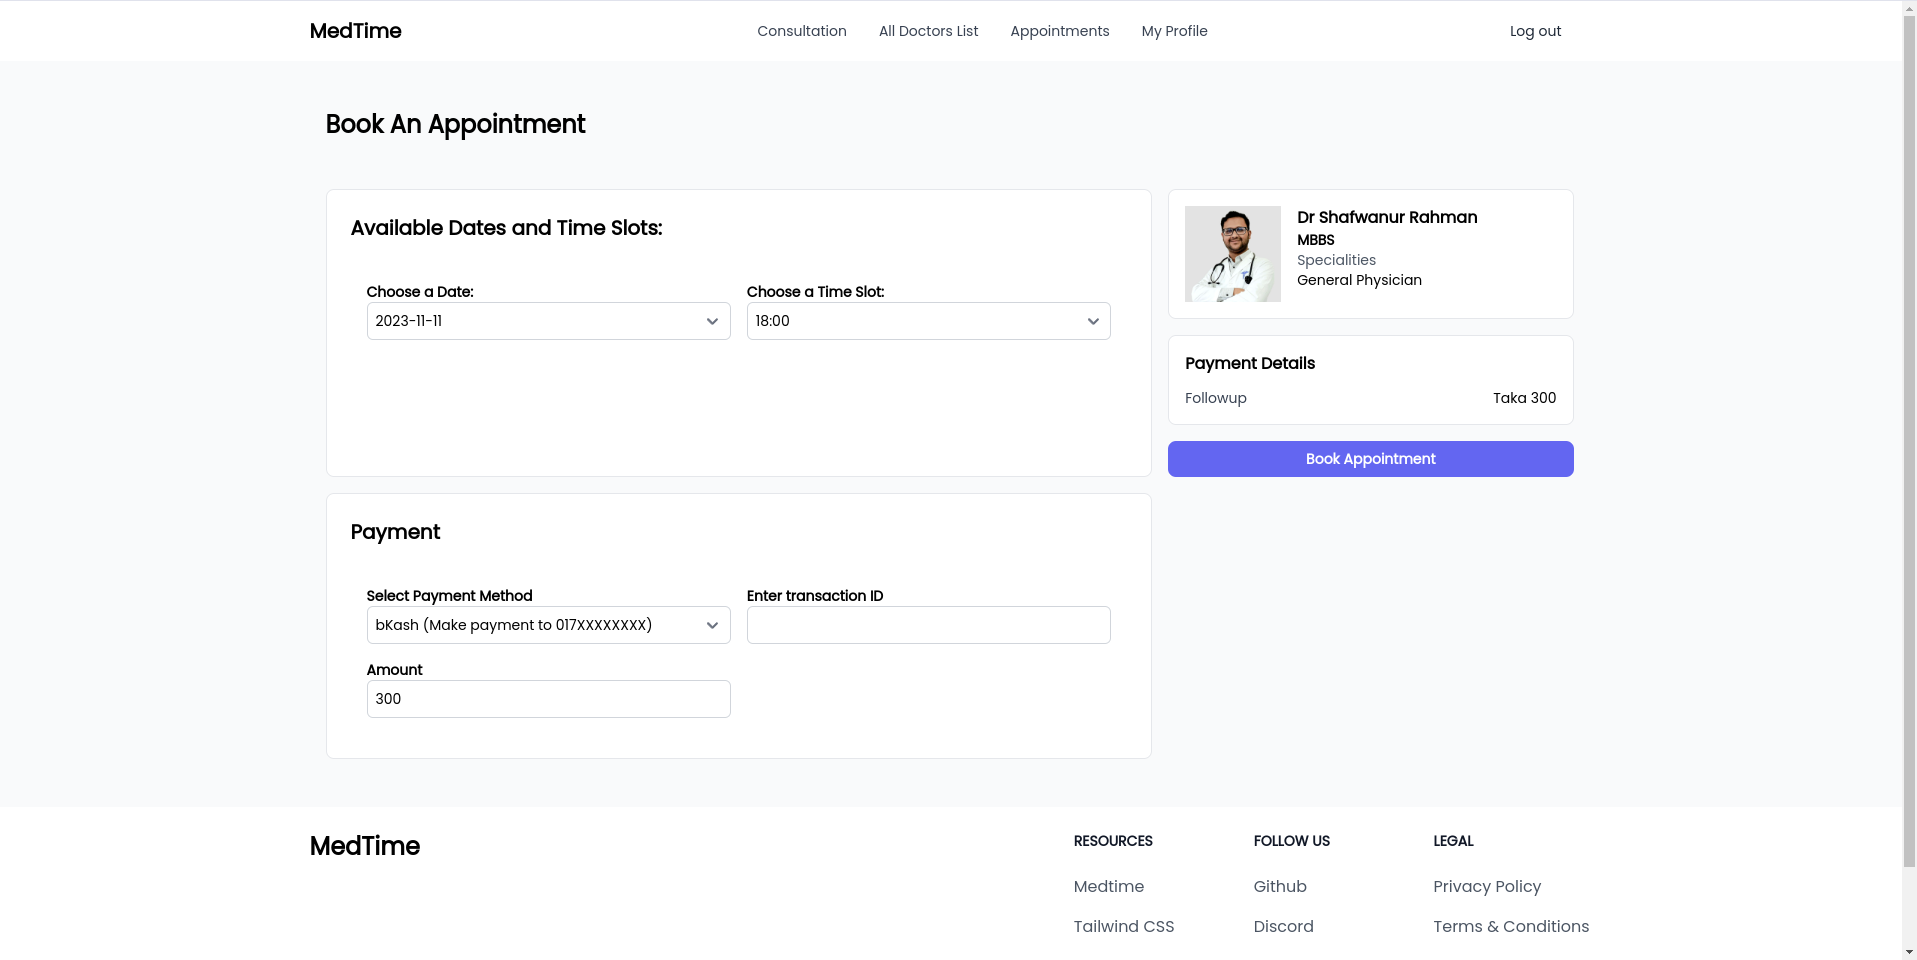 MedTime
Consultation
All Doctors List
Appointments
My Profile
Log out
Book An Appointment
Available Dates and Time Slots:
Choose a Date:
2023-11-11
Choose a Time Slot:
18:00
Dr Shafwanur Rahman
MBBS
Specialities
General Physician
Payment Details
Followup
Taka 300
Book Appointment
Payment
Select Payment Method
bKash (Make payment to 017XXXXXXXX)
Enter transaction ID
Amount
300
MedTime
RESOURCES
Medtime
Tailwind CSS
FOLLOW US
Github
Discord
LEGAL
Privacy Policy
Terms & Conditions